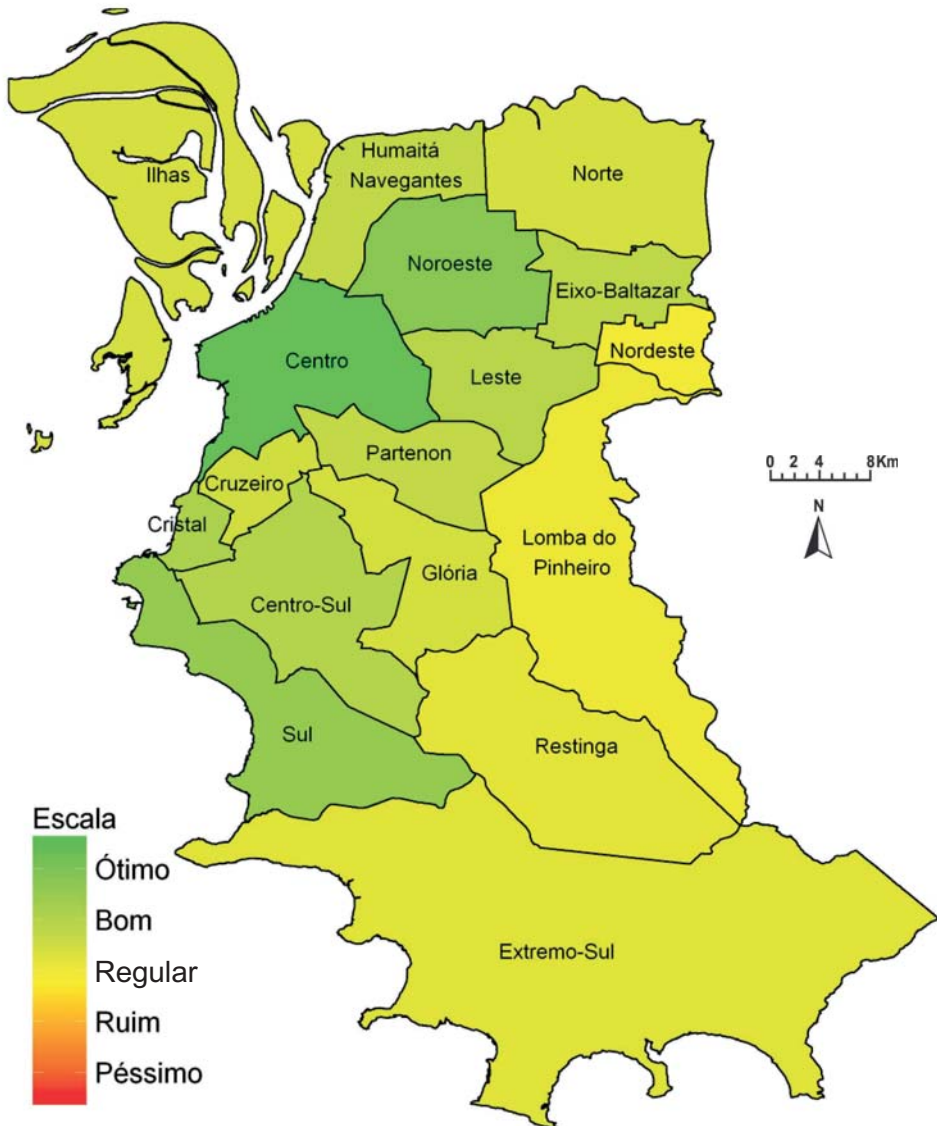 Ilhas
Humaitá
Navegantes
Norte
Noroeste
Eixo-Baltazar
Nordeste
Centro
Leste
Partenon
Cruzeiro
Cristal
0 2 4 8Km
N
Lomba do
Pinheiro
Glória
Centro-Sul
Sul
Restinga
Extremo-Sul
Escala
Ótimo
Bom
Regular
Ruim
Péssimo